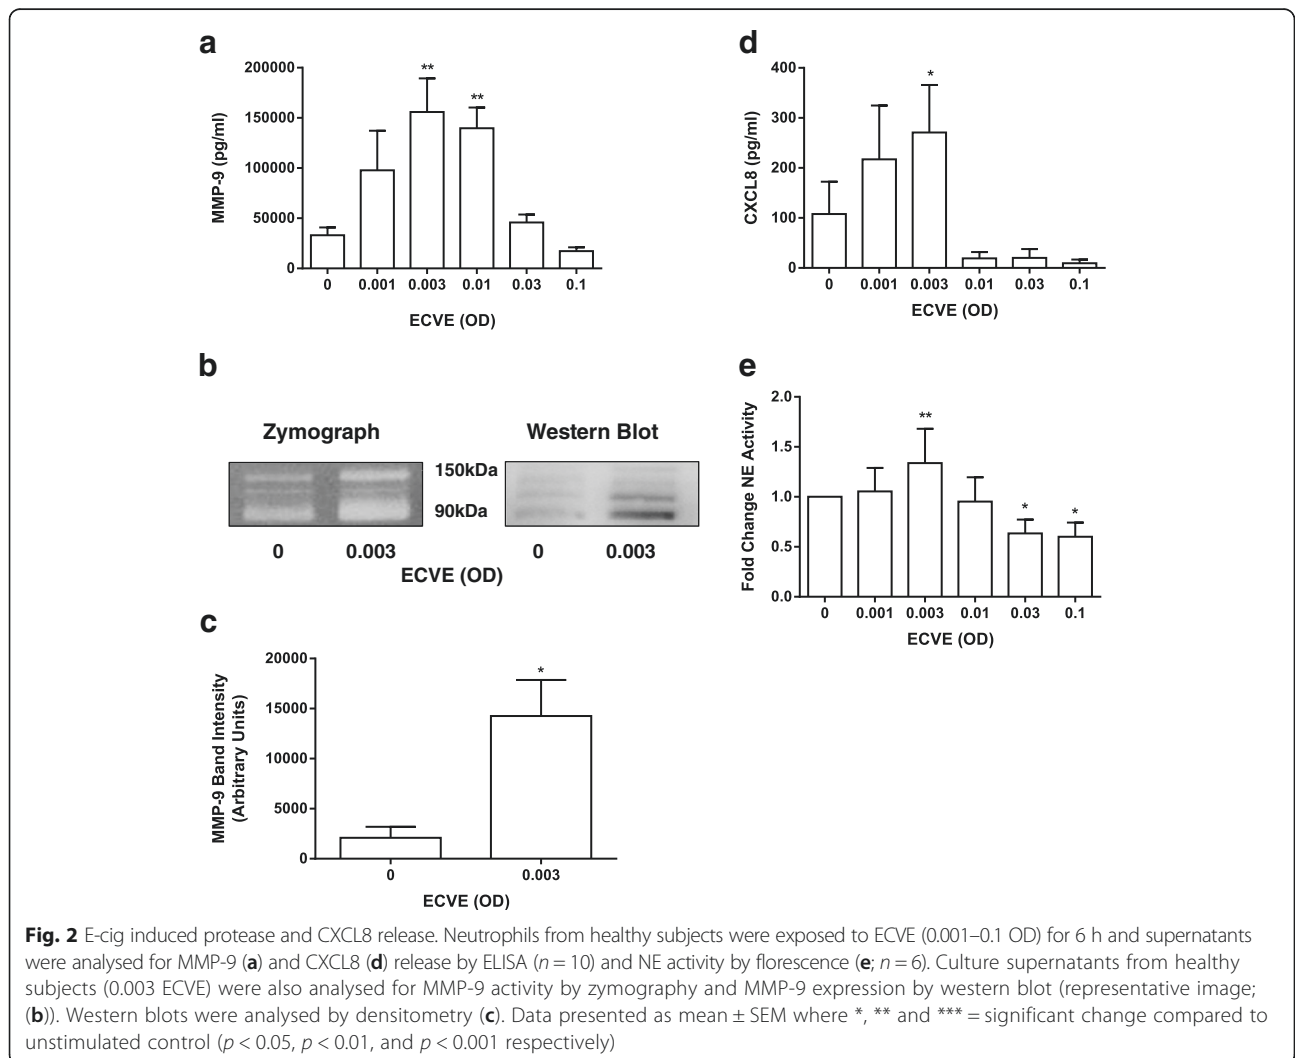 a
200000
150000
100000
50000
0
MMP-9 (pg/ml)
** **
0 0.001 0.003 0.01 0.03 0.1
ECVE (OD)
d
400
300
200
100
0
CXCL8 (pg/ml)
*
0 0.001 0.003 0.01 0.03 0.1
ECVE (OD)
b
Zymograph Western Blot
150kDa
90kDa
0 0.003 0 0.003
ECVE (OD)
e
2.0
1.5
1.0
0.5
0.0
Fold Change NE Activity
** * *
0 0.001 0.003 0.01 0.03 0.1
ECVE (OD)
c
20000
15000
10000
5000
0
MMP-9 Band Intensity
(Arbitrary Units)
*
0 0.003
ECVE (OD)
Fig. 2 E-cig induced protease and CXCL8 release. Neutrophils from healthy subjects were exposed to ECVE (0.001–0.1 OD) for 6 h and supernatants
were analysed for MMP-9 (a) and CXCL8 (d) release by ELISA (n = 10) and NE activity by florescence (e; n = 6). Culture supernatants from healthy
subjects (0.003 ECVE) were also analysed for MMP-9 activity by zymography and MMP-9 expression by western blot (representative image;
(b)). Western blots were analysed by densitometry (c). Data presented as mean ± SEM where *, ** and *** = significant change compared to
unstimulated control (p < 0.05, p < 0.01, and p < 0.001 respectively)